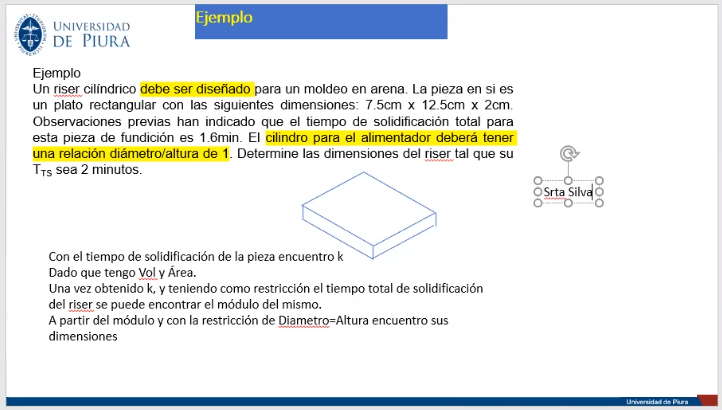 Ejemplo
UNIVERSIDAD
DE PIURA
Ejemplo
Un riser cilíndrico debe ser diseñado para un moldeo en arena. La pieza en si es
un plato rectangular con las siguientes dimensiones: 7.5cm x 12.5cm x 2cm.
Observaciones previas han indicado que el tiempo de solidificación total para
esta pieza de fundición es 1.6min. El cilindro para el alimentador deberá tener
una relación diámetro/altura de 1. Determine las dimensiones del riser tal que su
TTS sea 2 minutos.
Srta Silva
Con el tiempo de solidificación de la pieza encuentro k
Dado que tengo Vol y Área.
Una vez obtenido k, y teniendo como restricción el tiempo total de solidificación
del riser se puede encontrar el módulo del mismo.
A partir del módulo y con la restricción de Diametro=Altura encuentro sus
dimensiones
Universidad de Piura